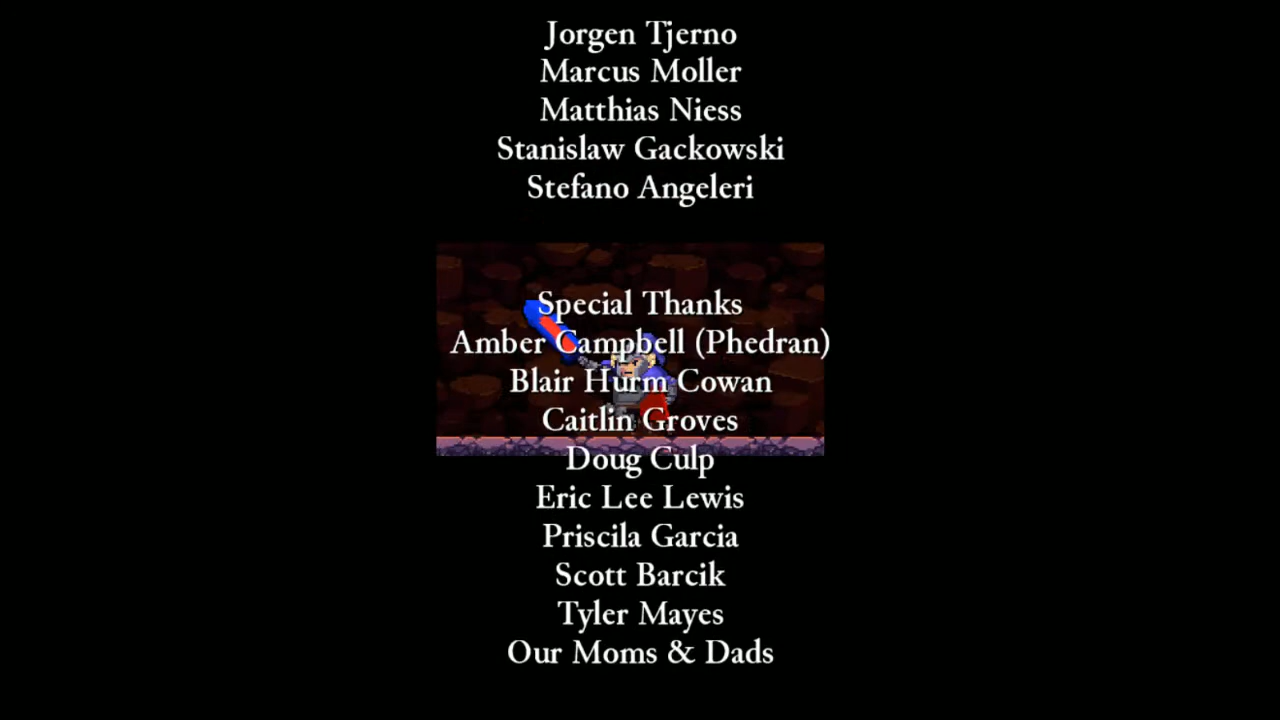 Jorgen Tjerno
Marcus Moller
Matthias Niess
Stanislaw Gackowski
Stefano Angeleri
Special Thanks
Amber Campbell (Phedran)
Blair Hurm Cowan
Caitlin Groves
Doug Culp
Eric Lee Lewis
Priscila Garcia
Scott Barcik
Tyler Mayes
Our Moms & Dads